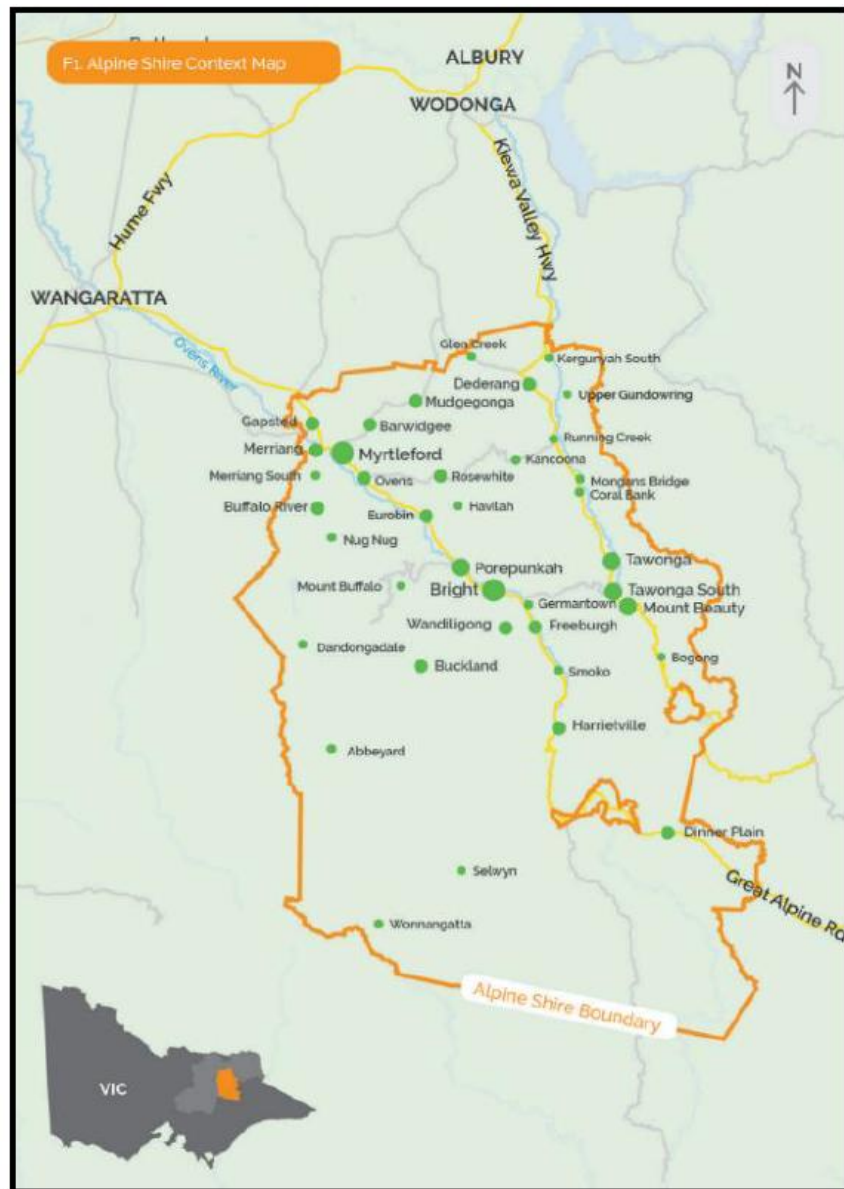 F1. Alpine Shire Context Map
ALBURY
WODONGA
N
Kiewa Valley Hwy
Hume Fwy
WANGARATTA
Ovens River
Glen Creek
Kergunyah South
Dederang
Upper Gundowring
Mudgegonga
Gapsted
Barwidgee
Running Creek
Merriang
Myrtleford
Kancoona
Merriang South
Ovens
Rosewhite
Mongans Bridge
Coral Bank
Buffalo River
Havilah
Eurobin
Nug Nug
Tawonga
Porepunkah
Mount Buffalo
Bright
Tawonga South
Germantown
Mount Beauty
Wandiligong
Freeburgh
Dandongadale
Bogong
Buckland
Smoko
Harrietville
Abbeyard
Dinner Plain
Selwyn
Great Alpine Rd
Wonnangatta
Alpine Shire Boundary
VIC